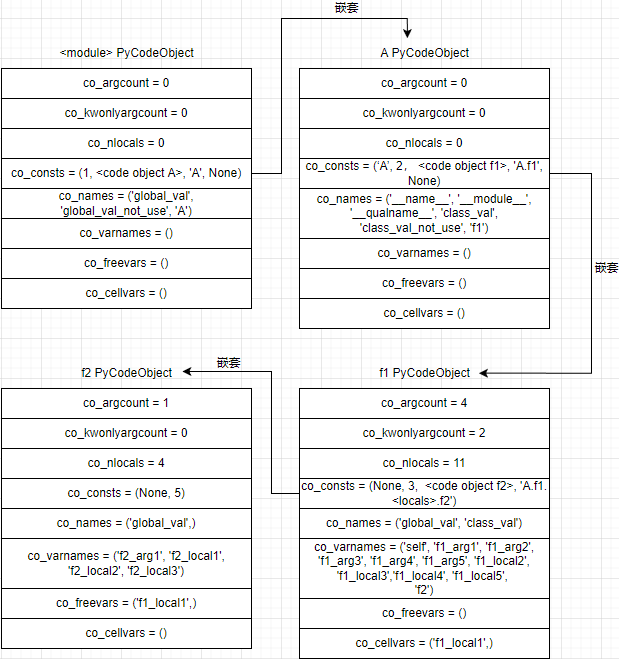 嵌套
<module> PyCodeObject
co_argcount = 0
co_kwonlyargcount = 0
co_nlocals = 0
co_consts = (1, <code object A>, 'A', None)
co_names = ('global_val',
'global_val_not_use', 'A')
co_varnames = ()
co_freevars = ()
co_cellvars = ()
A PyCodeObject
co_argcount = 0
co_kwonlyargcount = 0
co_nlocals = 0
co_consts = (‘A’, 2， <code object f1>, 'A.f1',
None)
co_names = ('__name__', '__module__',
'__qualname__', 'class_val',
'class_val_not_use', 'f1')
co_varnames = ()
co_freevars = ()
co_cellvars = ()
嵌套
嵌套
f2 PyCodeObject
co_argcount = 1
co_kwonlyargcount = 0
co_nlocals = 4
co_consts = (None, 5)
co_names = ('global_val',)
co_varnames = ('f2_arg1', 'f2_local1',
'f2_local2', 'f2_local3')
co_freevars = ('f1_local1',)
co_cellvars = ()
f1 PyCodeObject
co_argcount = 4
co_kwonlyargcount = 2
co_nlocals = 11
co_consts = (None, 3， <code object f2>, 'A.f1.
<locals>.f2')
co_names = ('global_val', 'class_val')
co_varnames = ('self', 'f1_arg1', 'f1_arg2',
'f1_arg3', 'f1_arg4', 'f1_arg5', 'f1_local2',
'f1_local3','f1_local4', 'f1_local5',
'f2')
co_freevars = ()
co_cellvars = ('f1_local1',)